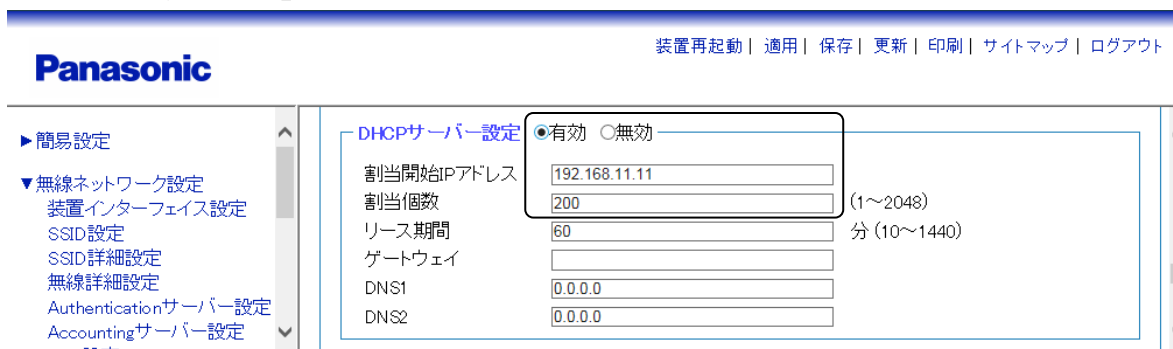 装置再起動| 適用| 保存| 更新| 印刷| サイトマップ| ログアウト
Panasonic
▶簡易設定
▼無線ネットワーク設定
装置インターフェイス設定
SSID設定
SSID詳細設定
無線詳細設定
Authenticationサーバー設定
Accountingサーバー設定
DHCPサーバー設定 有効 無効
割当開始IPアドレス 192.168.11.11
割当個数 200 (1～2048)
リース期間 60 分(10～1440)
ゲートウェイ
DNS1 0.0.0.0
DNS2 0.0.0.0